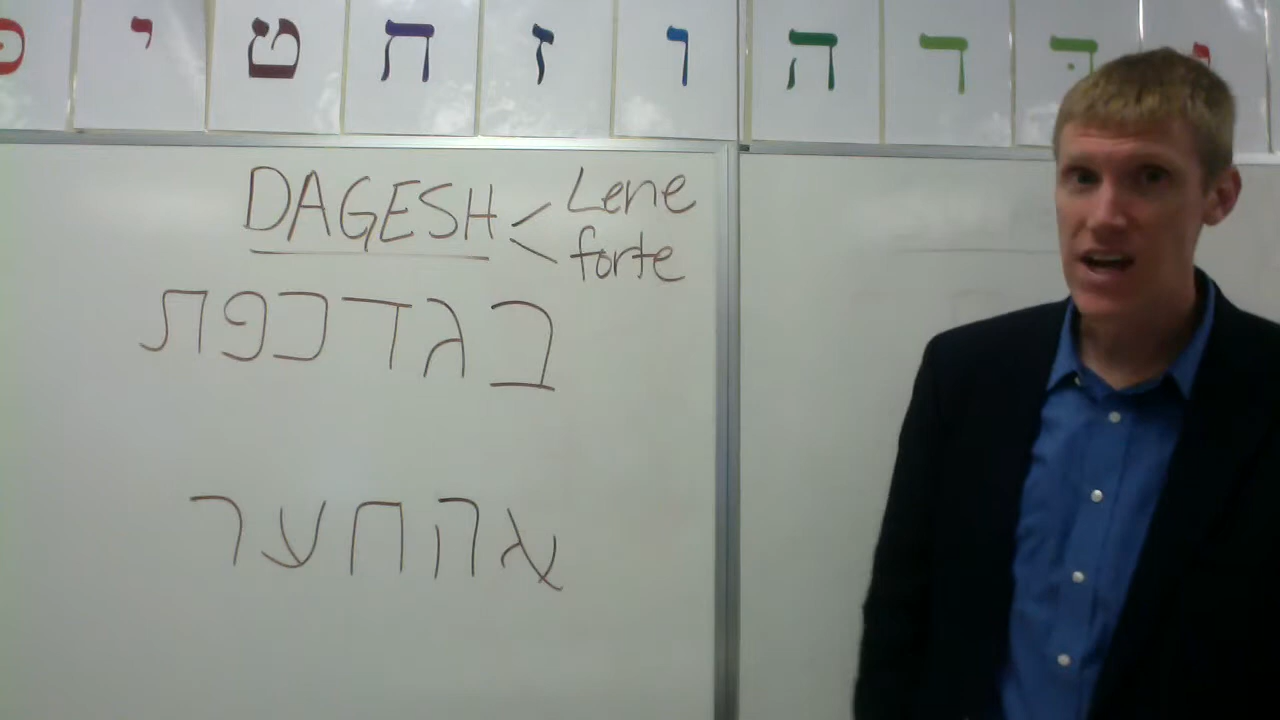 דּ ד ה ו ז ח ט י כּ
DAGESH Lene
forte
בגדכפת
אהחער